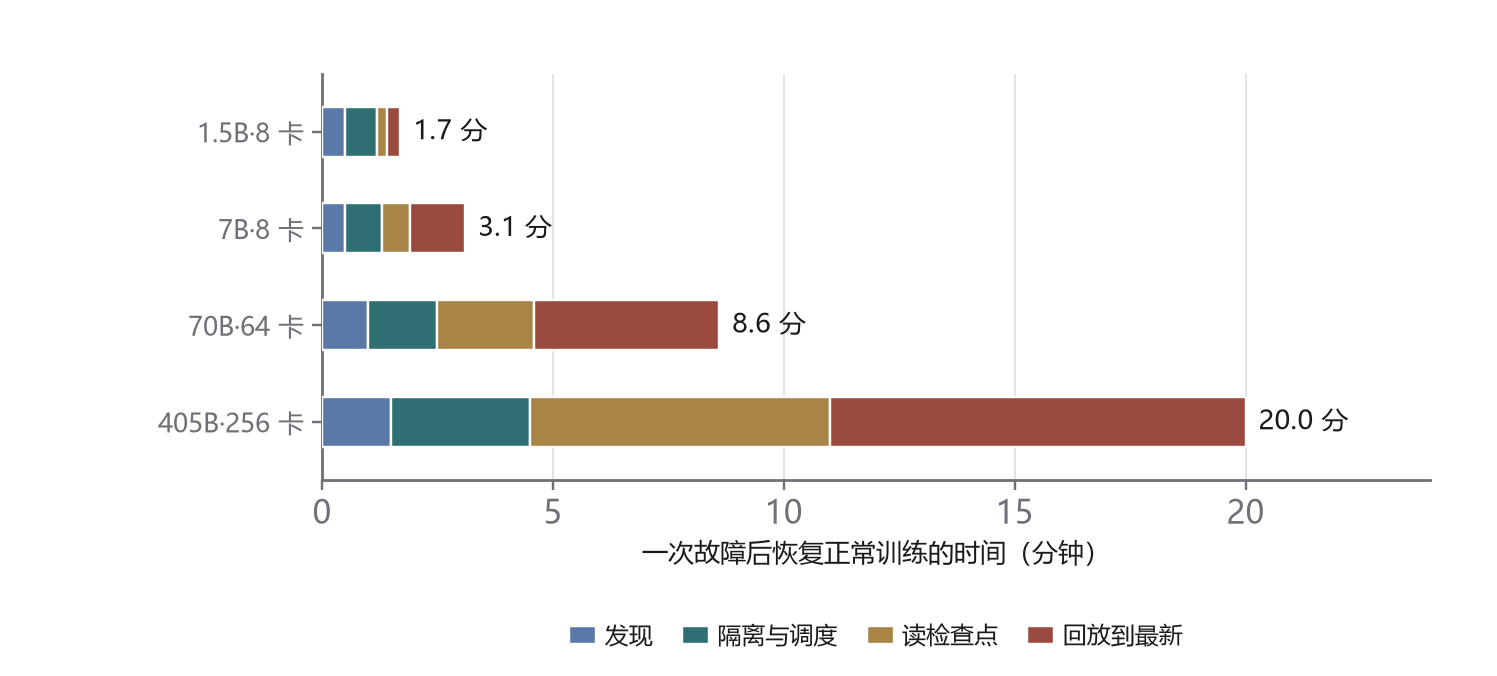 1.5B·8 卡
1.7 分
7B·8 卡
3.1 分
70B·64 卡
8.6 分
405B·256 卡
20.0 分
0 5 10 15 20
一次故障后恢复正常训练的时间（分钟）
发现 隔离与调度 读检查点 回放到最新